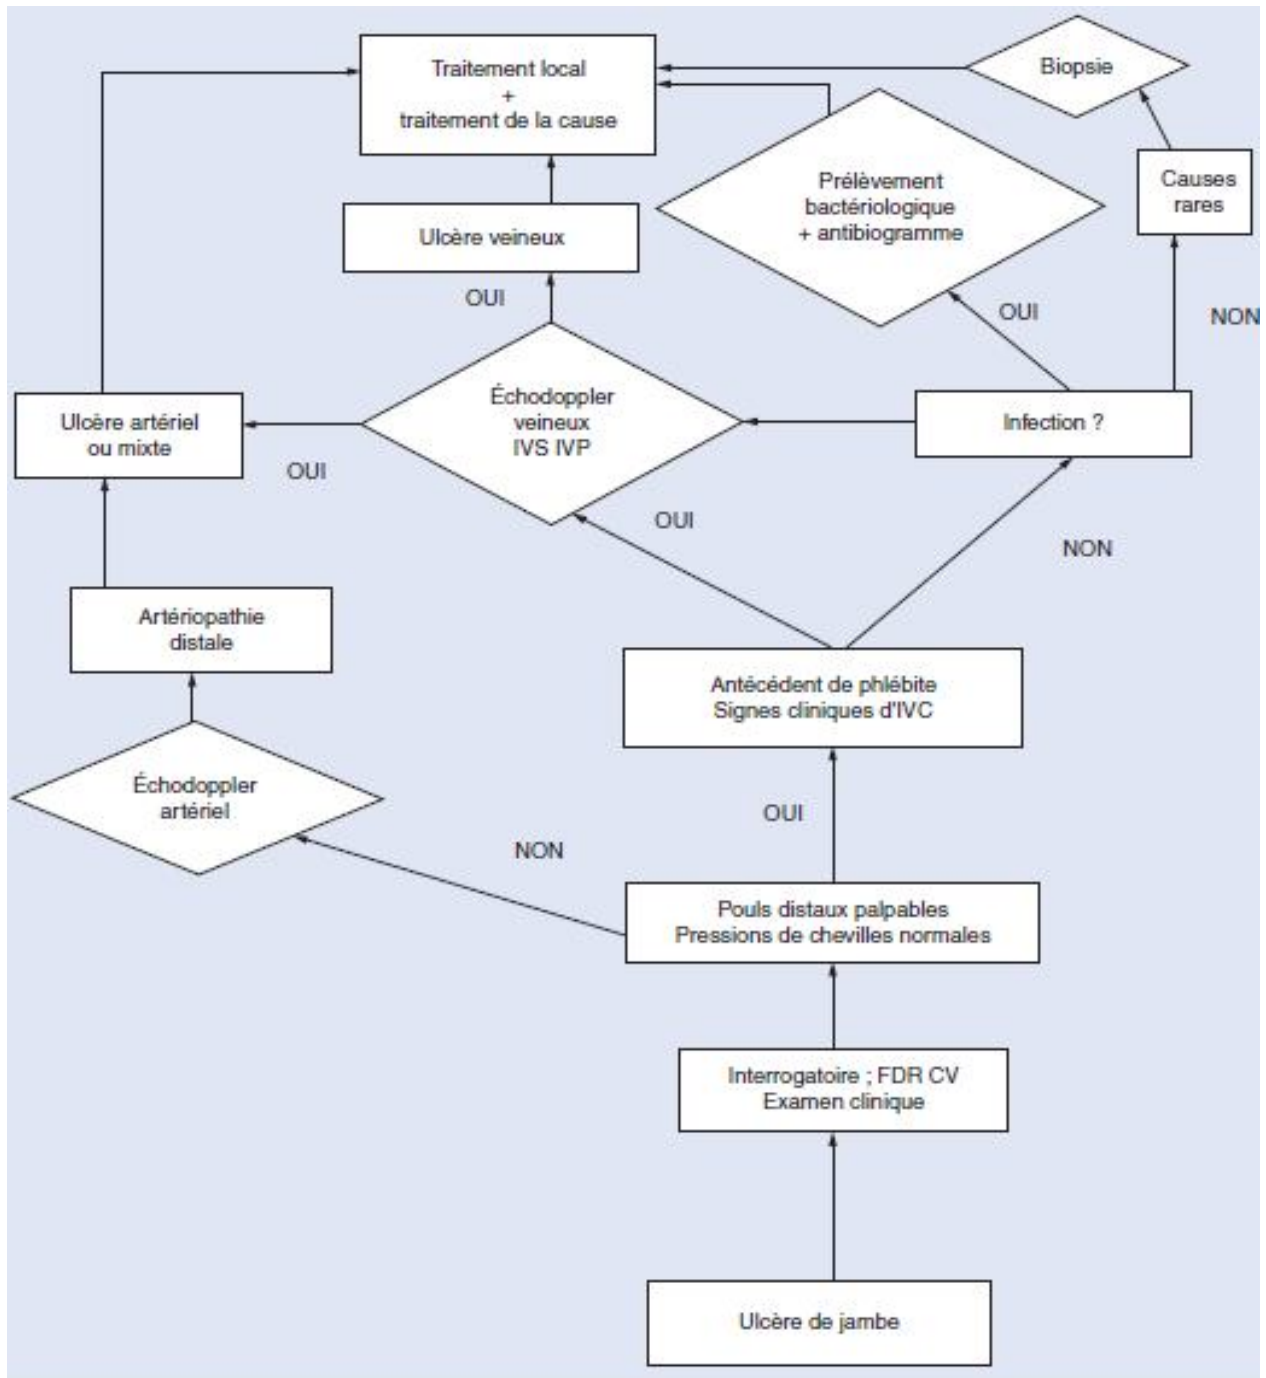 Traitement local
+
traitement de la cause
Biopsie
Prélèvement
bactériologique
+ antibiogramme
Causes
rares
Ulcère veineux
OUI
OUI
NON
Échodoppler
veineux
IVS IVP
Ulcère artériel
ou mixte
Infection ?
OUI
OUI
NON
Artériopathie
distale
Antécédent de phlébite
Signes cliniques d'IVC
Échodoppler
artériel
OUI
NON
Pouls distaux palpables
Pressions de chevilles normales
Interrogatoire ; FDR CV
Examen clinique
Ulcère de jambe